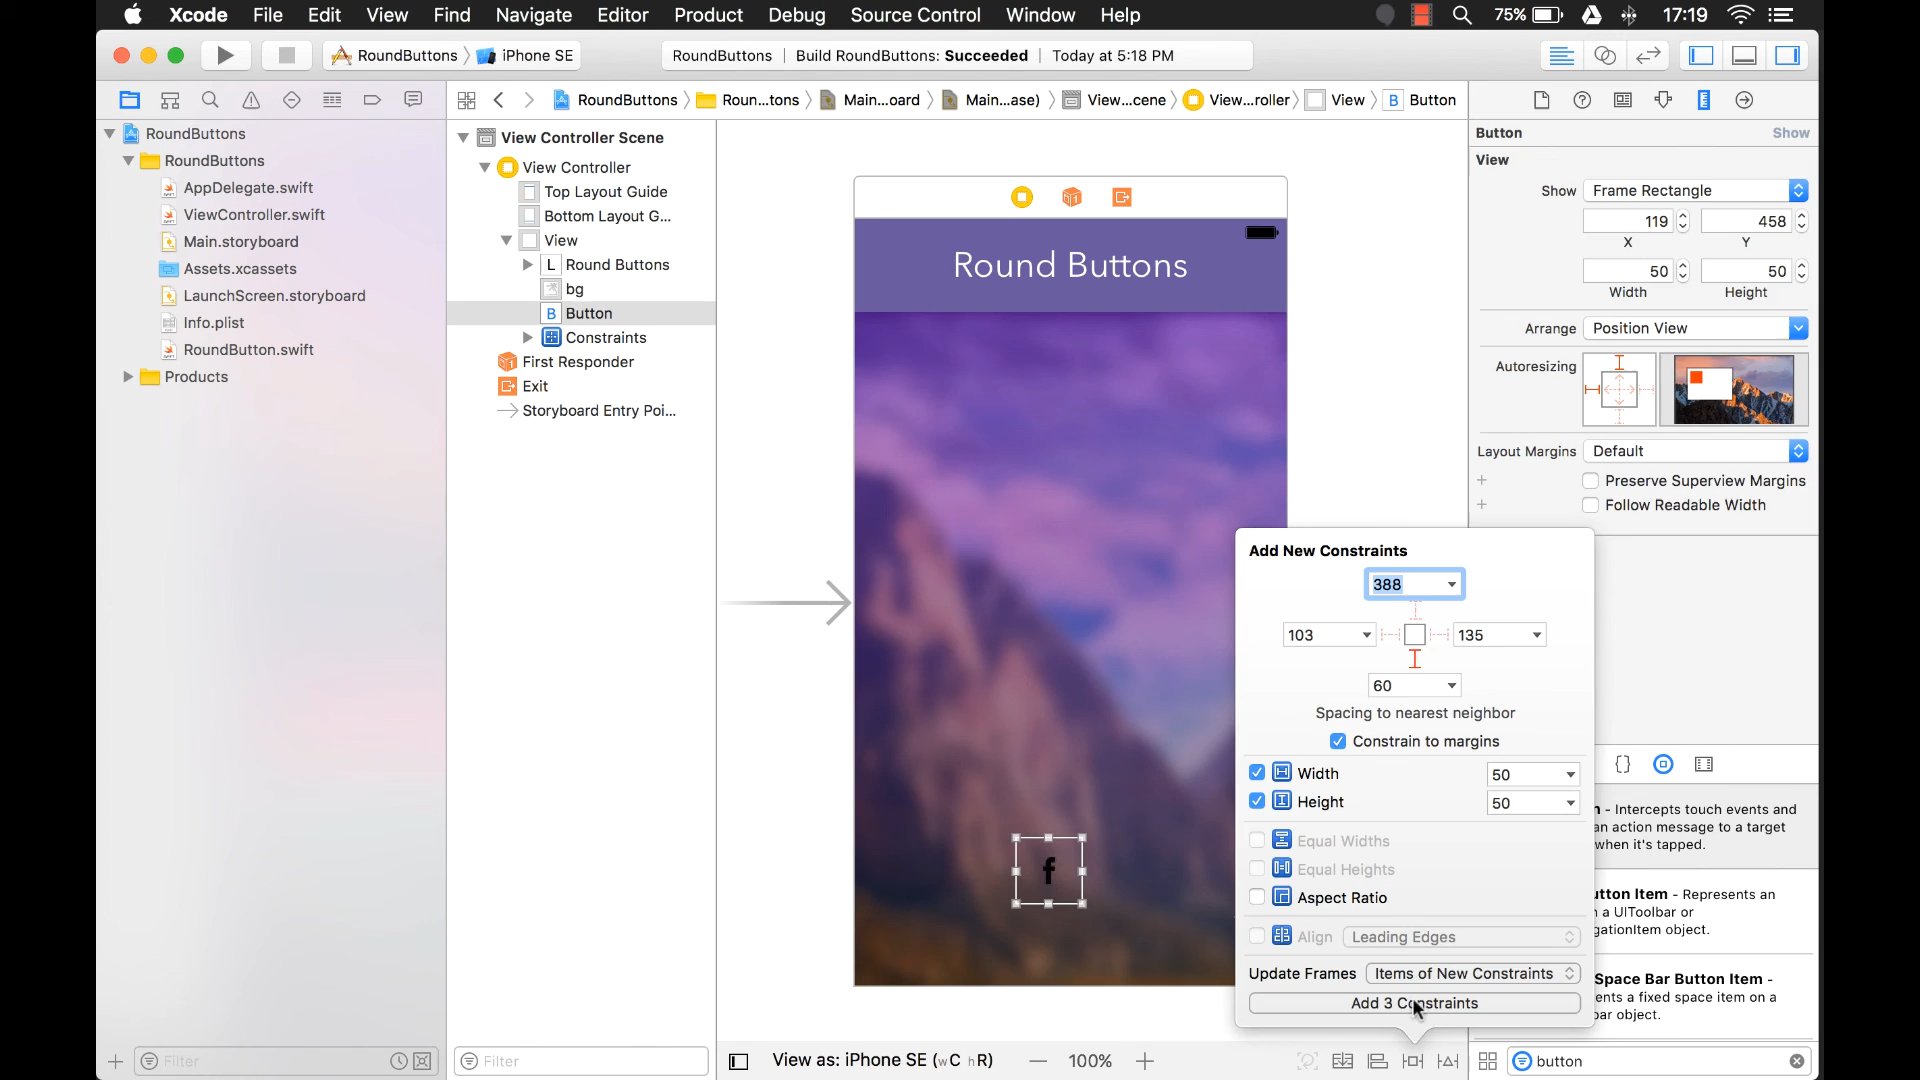 Xcode File Edit View Find Navigate Editor Product Debug Source Control Window Help 75% 17:19
RoundButtons iPhone SE RoundButtons Build RoundButtons: Succeeded Today at 5:18 PM
RoundButtons Roun...tons Main...oard Main...ase) View...cene View...roller View B Button
RoundButtons
RoundButtons
AppDelegate.swift
ViewController.swift
Main.storyboard
Assets.xcassets
LaunchScreen.storyboard
Info.plist
RoundButton.swift
Products
Filter
View Controller Scene
View Controller
Top Layout Guide
Bottom Layout G...
View
L Round Buttons
bg
B Button
Constraints
First Responder
Exit
Storyboard Entry Poi...
Filter
Round Buttons
f
View as: iPhone SE (wC hR) 100%
Button Show
View
Show Frame Rectangle
119 458
X Y
50 50
Width Height
Arrange Position View
Autoresizing
Layout Margins Default
Preserve Superview Margins
Follow Readable Width
Add New Constraints
388
103 135
60
Spacing to nearest neighbor
Constrain to margins
Width 50
Height 50
Equal Widths
Equal Heights
Aspect Ratio
Align Leading Edges
Update Frames Items of New Constraints
Add 3 Constraints
n - Intercepts touch events and
an action message to a target
when it's tapped.
utton Item - Represents an
n a UIToolbar or
gationItem object.
Space Bar Button Item -
ents a fixed space item on a
bar object.
button